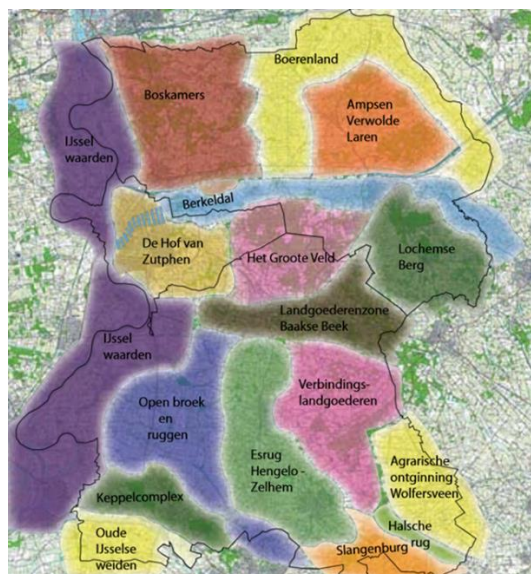 Boerenland
Boskamers
Ampsen
Verwolde
Laren
IJssel
waarden
Berkeldal
De Hof van
Zutphen
Het Groote Veld
Lochemse
Berg
Landgoederenzone
Baakse Beek
IJssel
waarden
Verbindings-
landgoederen
Open broek
en
ruggen
Esrug
Hengelo -
Zelhem
Agrarische
ontginning
Wolfersveen
Keppelcomplex
Halsche
rug
Oude
IJsselse
weiden
Slangenburg